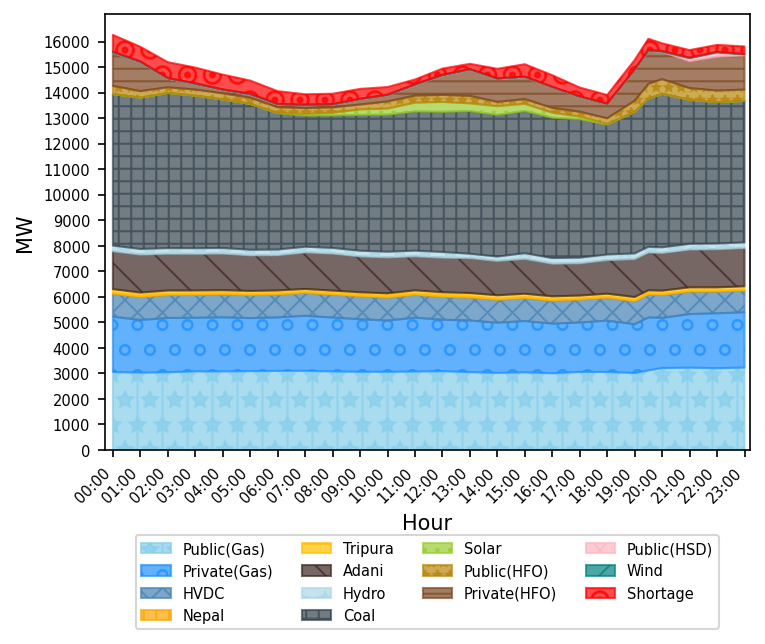 16000
15000
14000
13000
12000
11000
10000
9000
8000
7000
6000
5000
4000
3000
2000
1000
0
MW
00:00 01:00 02:00 03:00 04:00 05:00 06:00 07:00 08:00 09:00 10:00 11:00 12:00 13:00 14:00 15:00 16:00 17:00 18:00 19:00 20:00 21:00 22:00 23:00
Hour
Public(Gas) Tripura Solar Public(HSD)
Private(Gas) Adani Public(HFO) Wind
HVDC Hydro Private(HFO) Shortage
Nepal Coal